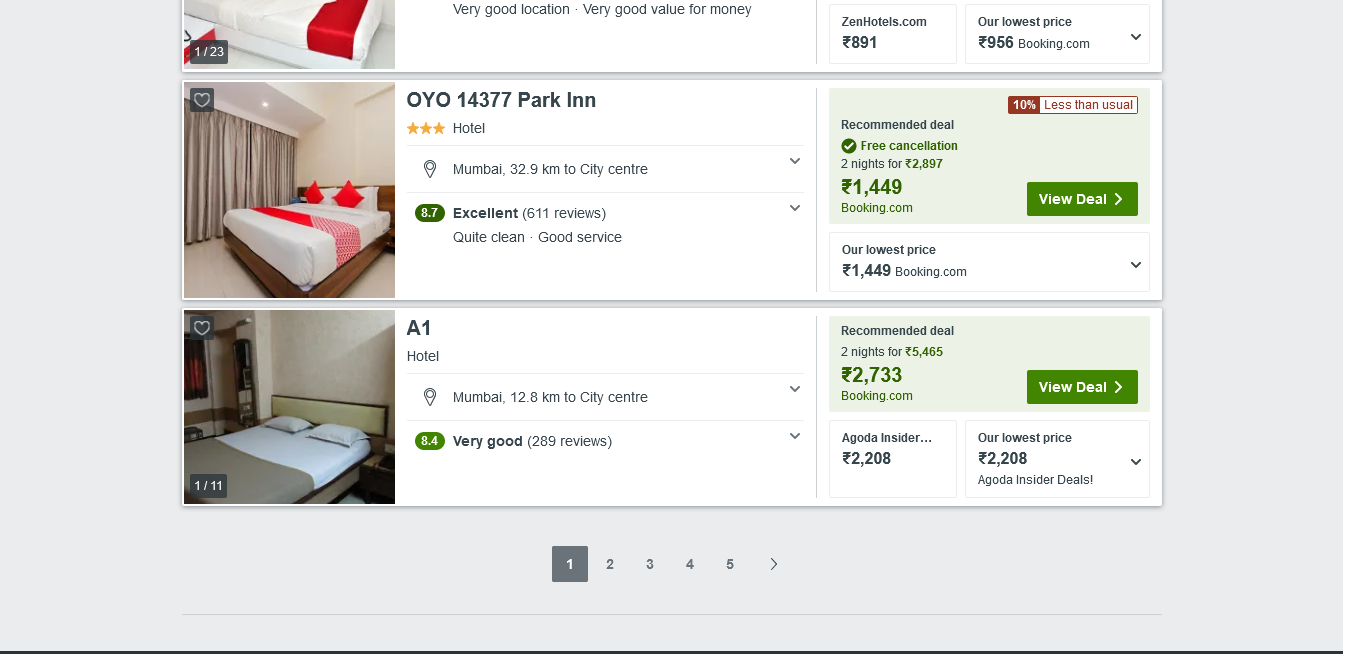 Very good location · Very good value for money
ZenHotels.com
₹891
Our lowest price
₹956 Booking.com
1 / 23
OYO 14377 Park Inn
Hotel
Mumbai, 32.9 km to City centre
8.7 Excellent (611 reviews)
Quite clean · Good service
10% Less than usual
Recommended deal
Free cancellation
2 nights for ₹2,897
₹1,449
Booking.com
View Deal
Our lowest price
₹1,449 Booking.com
A1
Hotel
Mumbai, 12.8 km to City centre
8.4 Very good (289 reviews)
1 / 11
Recommended deal
2 nights for ₹5,465
₹2,733
Booking.com
View Deal
Agoda Insider...
₹2,208
Our lowest price
₹2,208
Agoda Insider Deals!
1 2 3 4 5